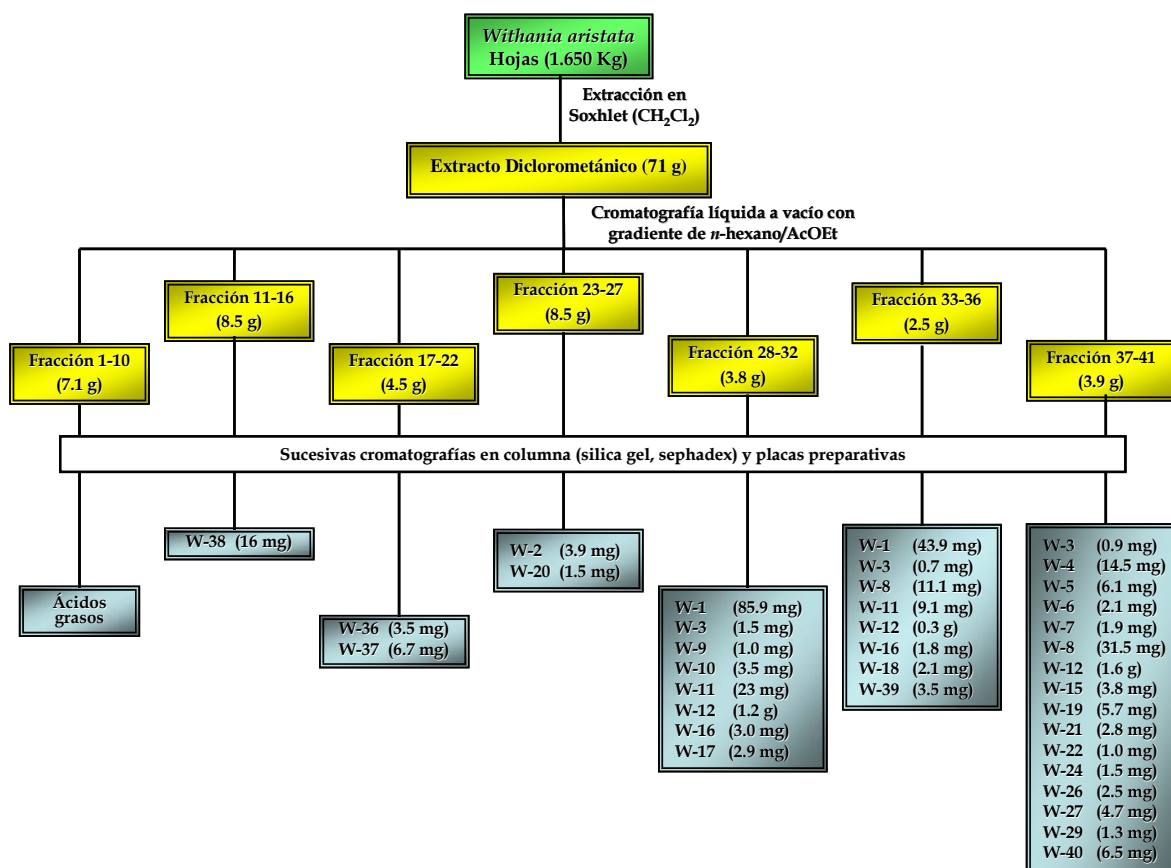 Withania aristata
Hojas (1.650 Kg)
Extracción en
Soxhlet (CH₂Cl₂)
Extracto Diclorometánico (71 g)
Cromatografía líquida a vacío con
gradiente de n-hexano/AcOEt
Fracción 1-10
(7.1 g)
Fracción 11-16
(8.5 g)
Fracción 17-22
(4.5 g)
Fracción 23-27
(8.5 g)
Fracción 28-32
(3.8 g)
Fracción 33-36
(2.5 g)
Fracción 37-41
(3.9 g)
Sucesivas cromatografías en columna (silica gel, sephadex) y placas preparativas
Ácidos
grasos
W-38 (16 mg)
W-36 (3.5 mg)
W-37 (6.7 mg)
W-2 (3.9 mg)
W-20 (1.5 mg)
W-1 (85.9 mg)
W-3 (1.5 mg)
W-9 (1.0 mg)
W-10 (3.5 mg)
W-11 (23 mg)
W-12 (1.2 g)
W-16 (3.0 mg)
W-17 (2.9 mg)
W-1 (43.9 mg)
W-3 (0.7 mg)
W-8 (11.1 mg)
W-11 (9.1 mg)
W-12 (0.3 g)
W-16 (1.8 mg)
W-18 (2.1 mg)
W-39 (3.5 mg)
W-3 (0.9 mg)
W-4 (14.5 mg)
W-5 (6.1 mg)
W-6 (2.1 mg)
W-7 (1.9 mg)
W-8 (31.5 mg)
W-12 (1.6 g)
W-15 (3.8 mg)
W-19 (5.7 mg)
W-21 (2.8 mg)
W-22 (1.0 mg)
W-24 (1.5 mg)
W-26 (2.5 mg)
W-27 (4.7 mg)
W-29 (1.3 mg)
W-40 (6.5 mg)